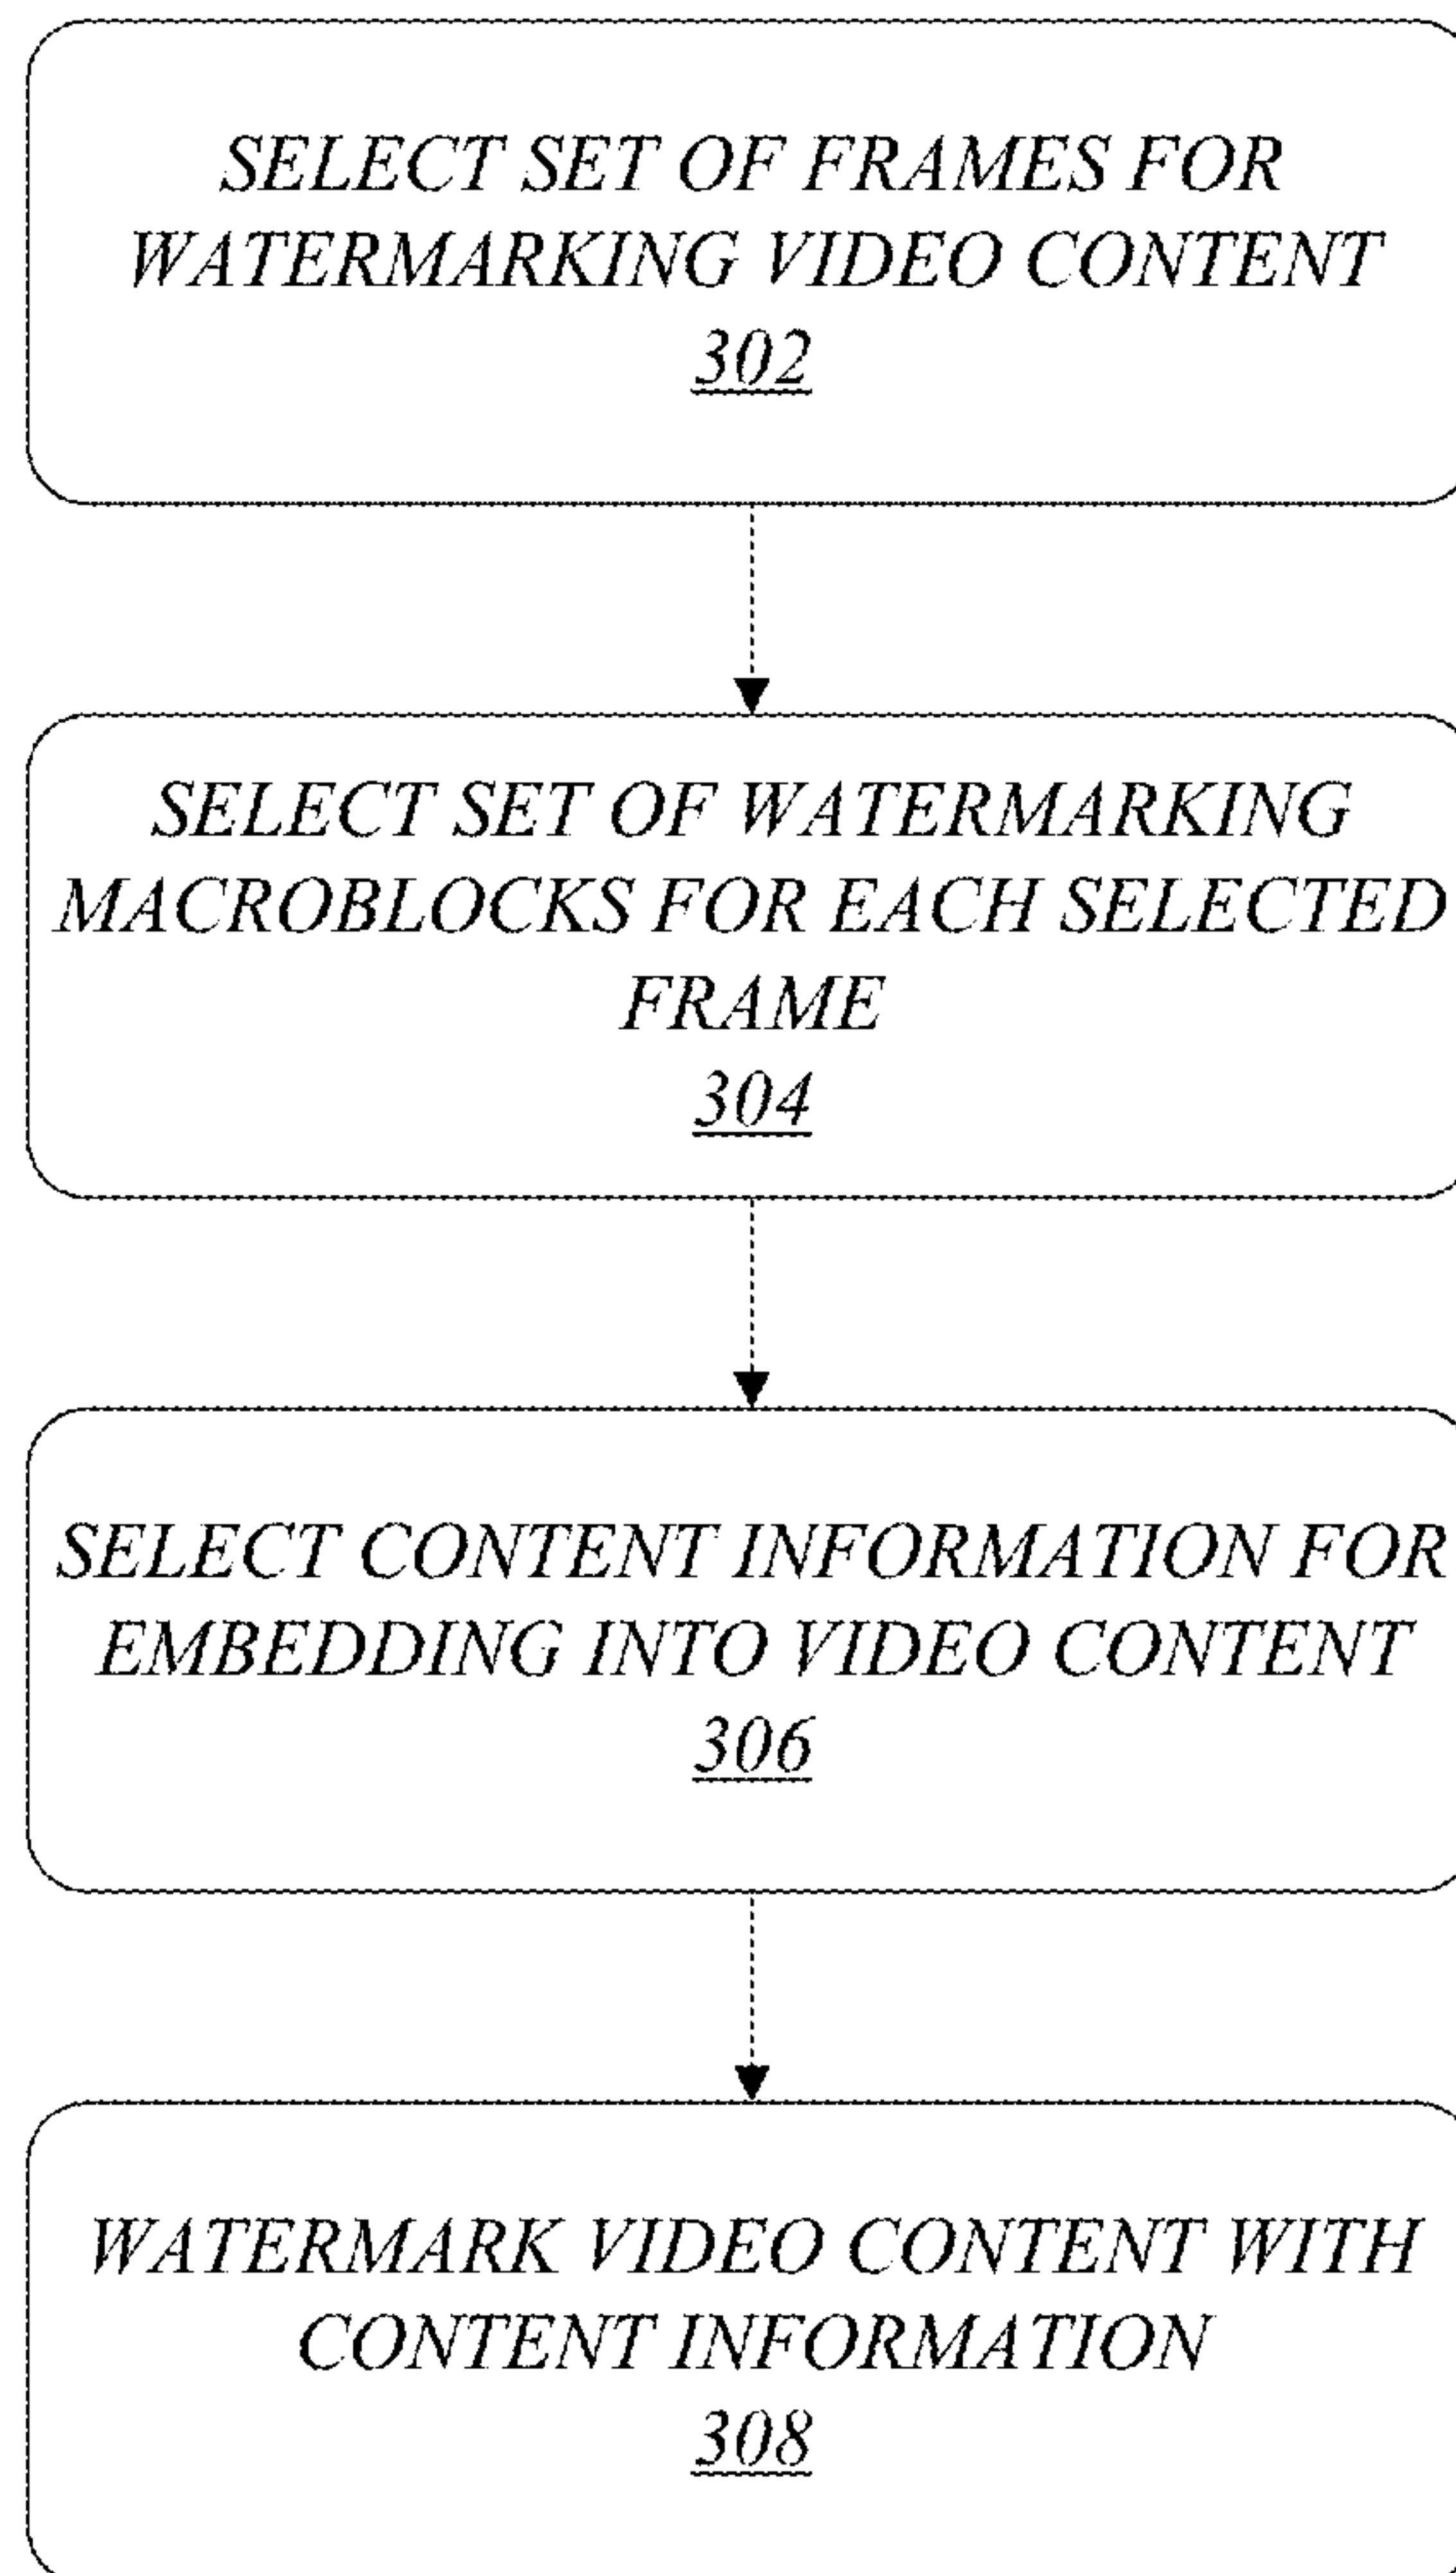 SELECT SET OF FRAMES FOR
WATERMARKING VIDEO CONTENT
302
SELECT SET OF WATERMARKING
MACROBLOCKS FOR EACH SELECTED
FRAME
304
SELECT CONTENT INFORMATION FOR
EMBEDDING INTO VIDEO CONTENT
306
WATERMARK VIDEO CONTENT WITH
CONTENT INFORMATION
308